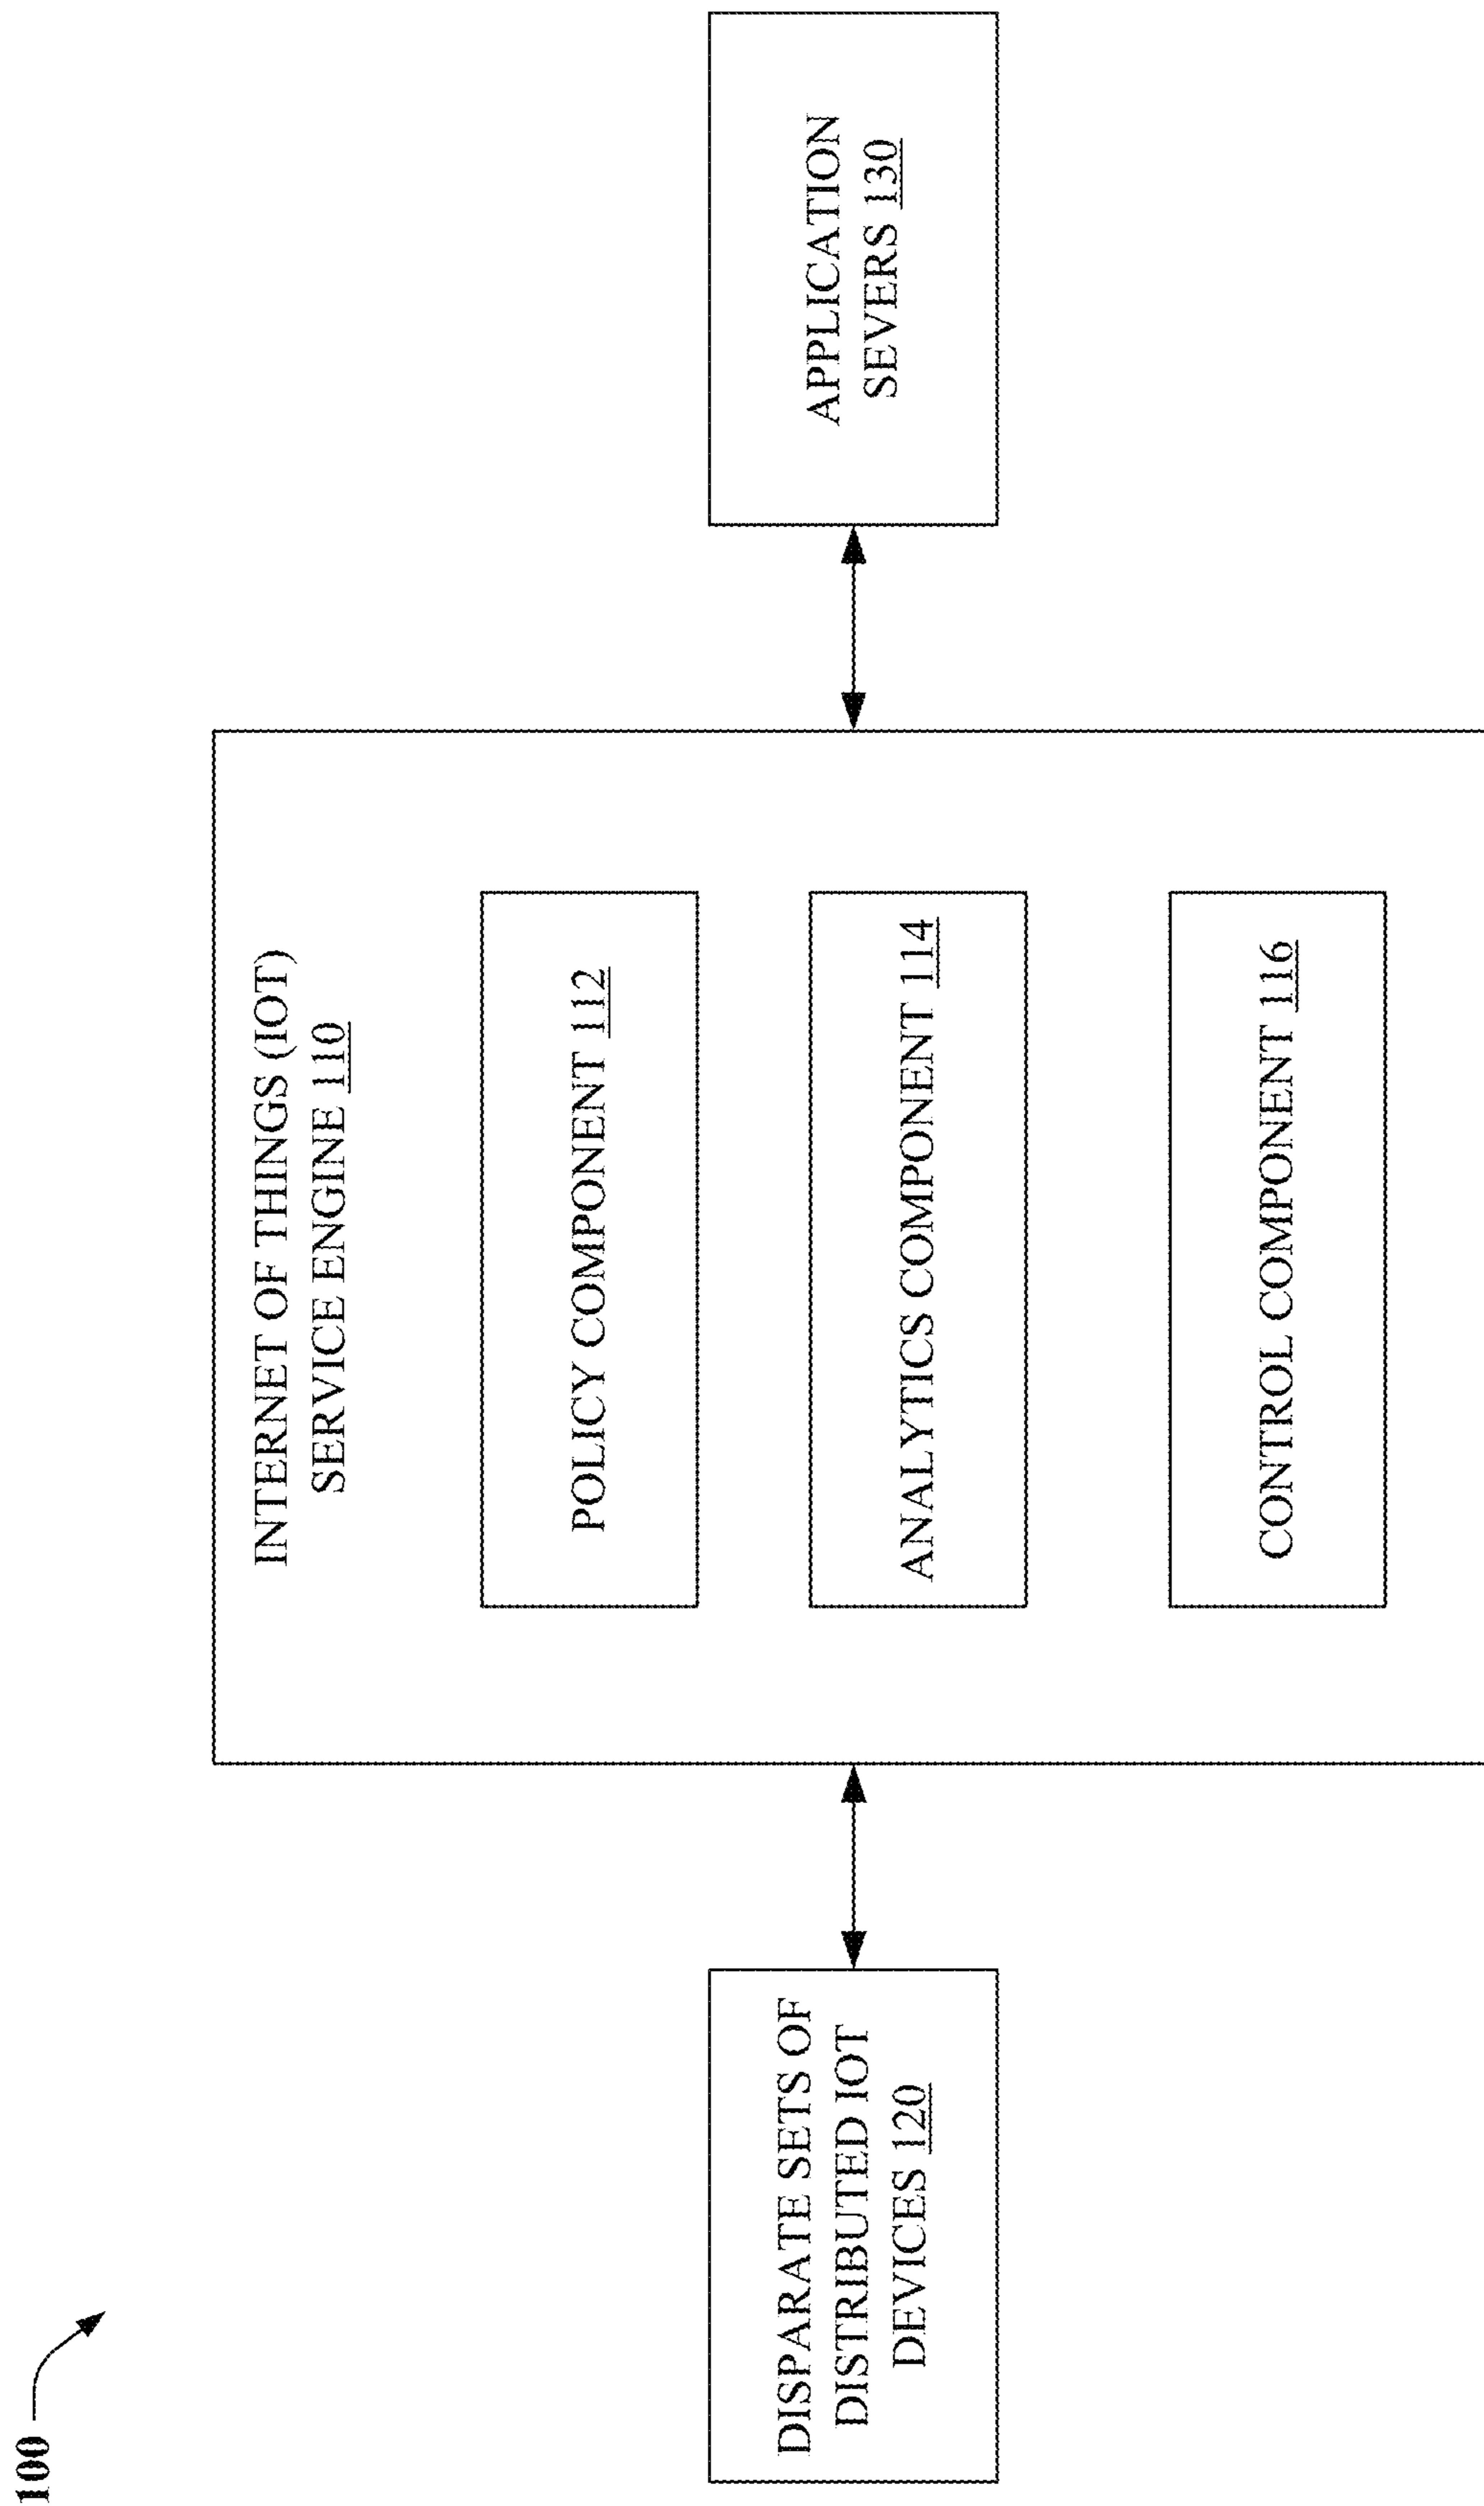 100
INTERNET OF THINGS (IOT)
SERVICE ENGINE 110
DISPARATE SETS OF
DISTRIBUTED IOT
DEVICES 120
POLICY COMPONENT 112
ANALYTICS COMPONENT 114
CONTROL COMPONENT 116
APPLICATION
SEVERS 130